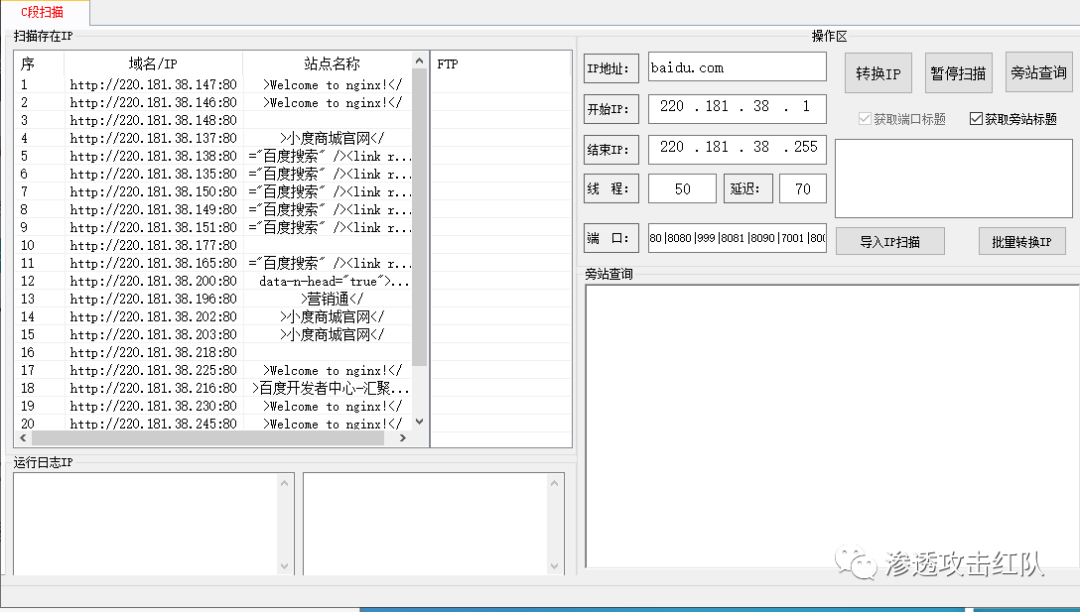 C段扫描
扫描存在IP
序 域名/IP 站点名称
1 http://220.181.38.147:80 >Welcome to nginx!</
2 http://220.181.38.146:80 >Welcome to nginx!</
3 http://220.181.38.148:80
4 http://220.181.38.137:80 >小度商城官网</
5 http://220.181.38.138:80 ="百度搜索" /><link r...
6 http://220.181.38.135:80 ="百度搜索" /><link r...
7 http://220.181.38.150:80 ="百度搜索" /><link r...
8 http://220.181.38.149:80 ="百度搜索" /><link r...
9 http://220.181.38.151:80 ="百度搜索" /><link r...
10 http://220.181.38.177:80
11 http://220.181.38.165:80 ="百度搜索" /><link r...
12 http://220.181.38.200:80 data-n-head="true">...
13 http://220.181.38.196:80 >营销通</
14 http://220.181.38.202:80 >小度商城官网</
15 http://220.181.38.203:80 >小度商城官网</
16 http://220.181.38.218:80
17 http://220.181.38.225:80 >Welcome to nginx!</
18 http://220.181.38.216:80 >百度开发者中心-汇聚...
19 http://220.181.38.230:80 >Welcome to nginx!</
20 http://220.181.38.245:80 >Welcome to nginx!</
FTP
运行日志IP
操作区
IP地址: baidu.com
开始IP: 220 . 181 . 38 . 1
结束IP: 220 . 181 . 38 . 255
线 程: 50 延迟: 70
端 口: 80|8080|999|8081|8090|7001|800
转换IP 暂停扫描 旁站查询
获取端口标题 获取旁站标题
导入IP扫描 批量转换IP
旁站查询
渗透攻击红队